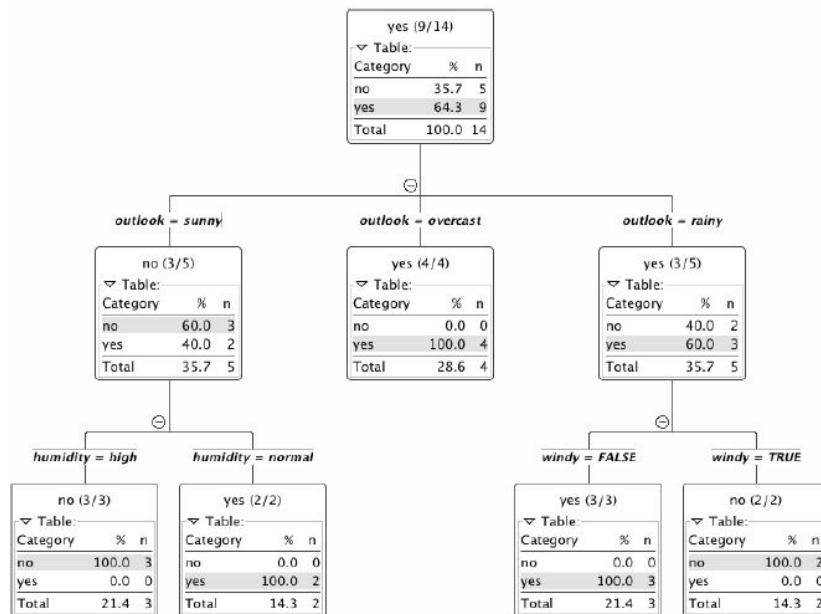 yes (9/14)
Table:
Category % n
no 35.7 5
yes 64.3 9
Total 100.0 14
outlook = sunny
outlook = overcast
outlook = rainy
no (3/5)
Table:
Category % n
no 60.0 3
yes 40.0 2
Total 35.7 5
yes (4/4)
Table:
Category % n
no 0.0 0
yes 100.0 4
Total 28.6 4
yes (3/5)
Table:
Category % n
no 40.0 2
yes 60.0 3
Total 35.7 5
humidity = high
humidity = normal
windy = FALSE
windy = TRUE
no (3/3)
Table:
Category % n
no 100.0 3
yes 0.0 0
Total 21.4 3
yes (2/2)
Table:
Category % n
no 0.0 0
yes 100.0 2
Total 14.3 2
yes (3/3)
Table:
Category % n
no 0.0 0
yes 100.0 3
Total 21.4 3
no (2/2)
Table:
Category % n
no 100.0 2
yes 0.0 0
Total 14.3 2